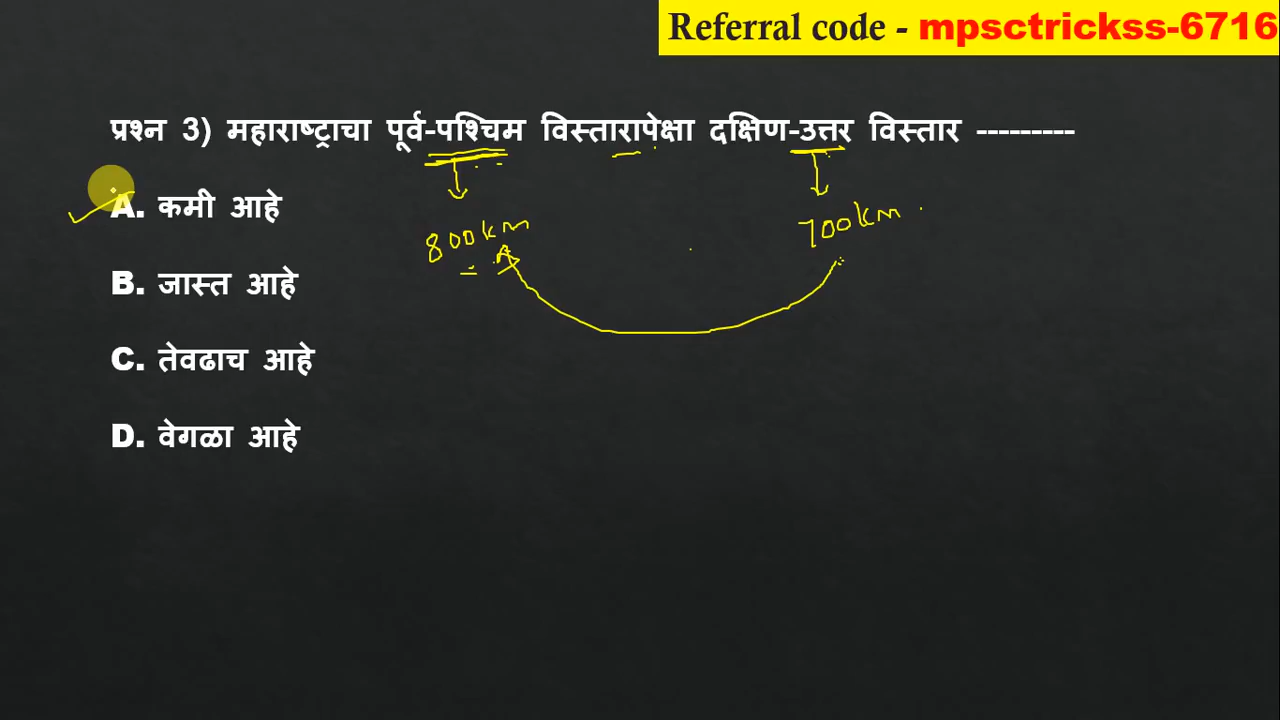 Referral code - mpsctrickss-6716
प्रश्न 3) महाराष्ट्राचा पूर्व-पश्चिम विस्तारापेक्षा दक्षिण-उत्तर विस्तार ---------
A. कमी आहे
800km 700km
B. जास्त आहे
C. तेवढाच आहे
D. वेगळा आहे